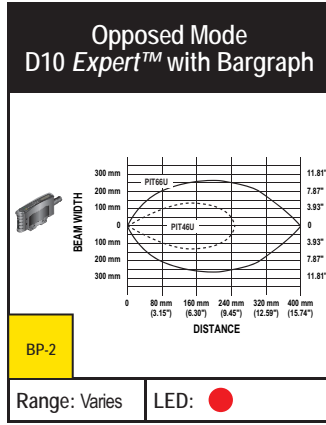 Opposed Mode
D10 Expert™ with Bargraph
300 mm
200 mm
100 mm
0
100 mm
200 mm
300 mm
BEAM WIDTH
PIT66U
PIT46U
11.81"
7.87"
3.93"
0
3.93"
7.87"
11.81"
0 80 mm 160 mm 240 mm 320 mm 400 mm
(3.15") (6.30") (9.45") (12.59") (15.74")
DISTANCE
BP-2
Range: Varies LED: